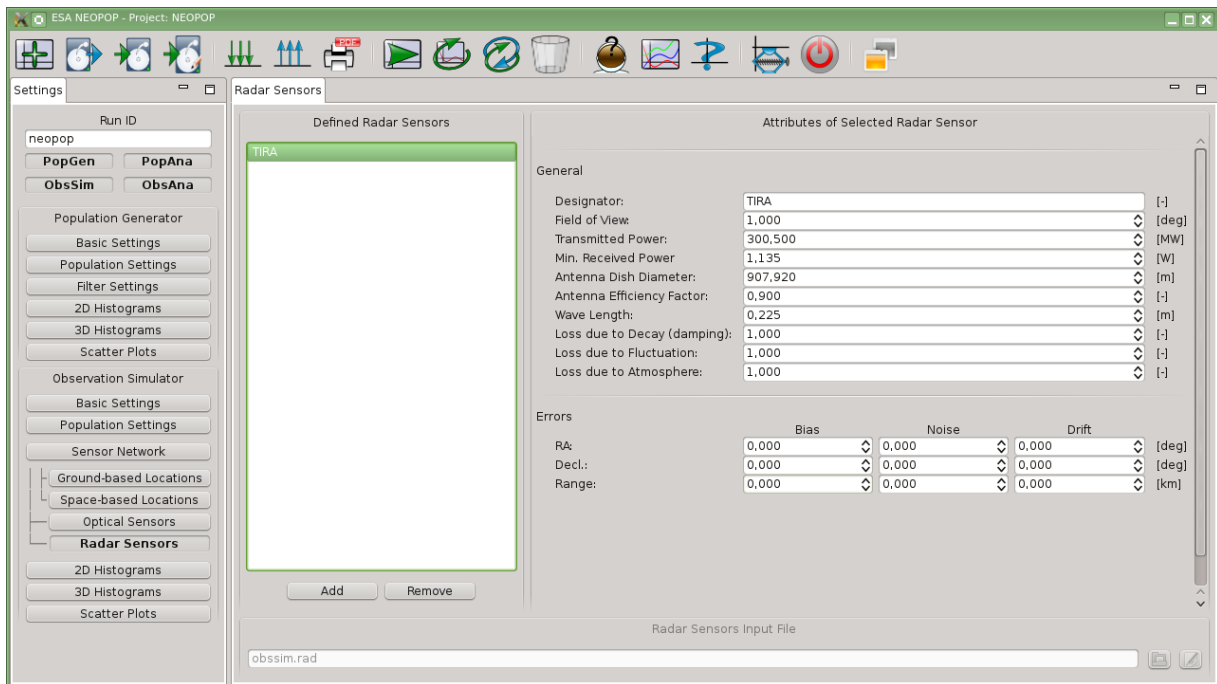 ESA NEOPOP - Project: NEOPOP
PDF
Settings
Radar Sensors
Run ID
neopop
PopGen PopAna
ObsSim ObsAna
Population Generator
Basic Settings
Population Settings
Filter Settings
2D Histograms
3D Histograms
Scatter Plots
Observation Simulator
Basic Settings
Population Settings
Sensor Network
Ground-based Locations
Space-based Locations
Optical Sensors
Radar Sensors
2D Histograms
3D Histograms
Scatter Plots
Defined Radar Sensors
TIRA
Add Remove
Attributes of Selected Radar Sensor
General
Designator: TIRA [-]
Field of View: 1,000 [deg]
Transmitted Power: 300,500 [MW]
Min. Received Power 1,135 [W]
Antenna Dish Diameter: 907,920 [m]
Antenna Efficiency Factor: 0,900 [-]
Wave Length: 0,225 [m]
Loss due to Decay (damping): 1,000 [-]
Loss due to Fluctuation: 1,000 [-]
Loss due to Atmosphere: 1,000 [-]
Errors
Bias Noise Drift
RA: 0,000 0,000 0,000 [deg]
Decl.: 0,000 0,000 0,000 [deg]
Range: 0,000 0,000 0,000 [km]
Radar Sensors Input File
obssim.rad